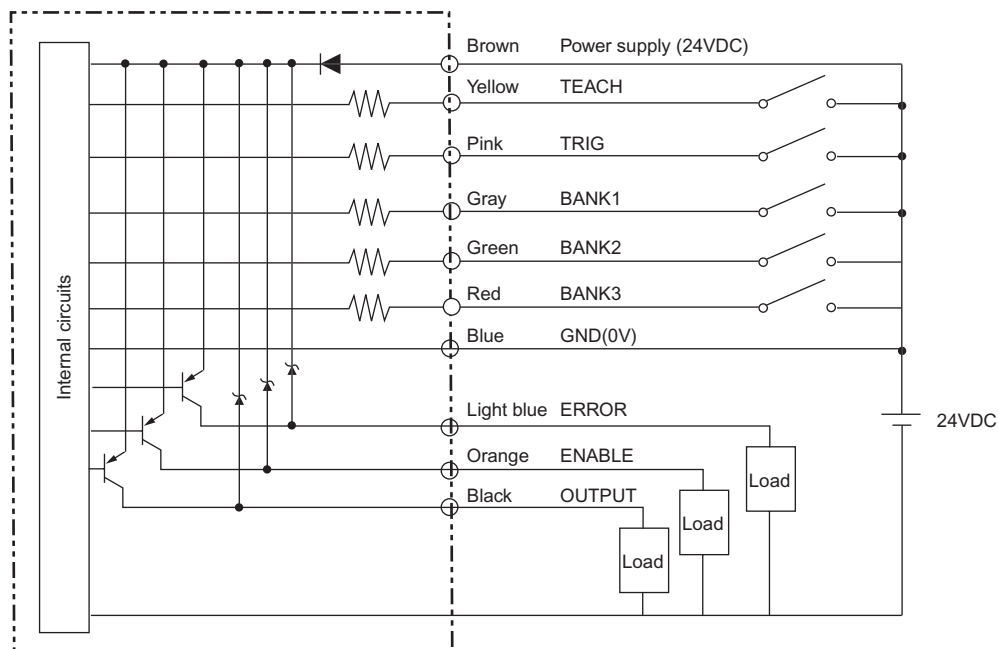 Brown Power supply (24VDC)
Yellow TEACH
Pink TRIG
Gray BANK1
Green BANK2
Red BANK3
Blue GND(0V)
Internal circuits
Light blue ERROR
24VDC
Orange ENABLE
Load
Black OUTPUT
Load
Load